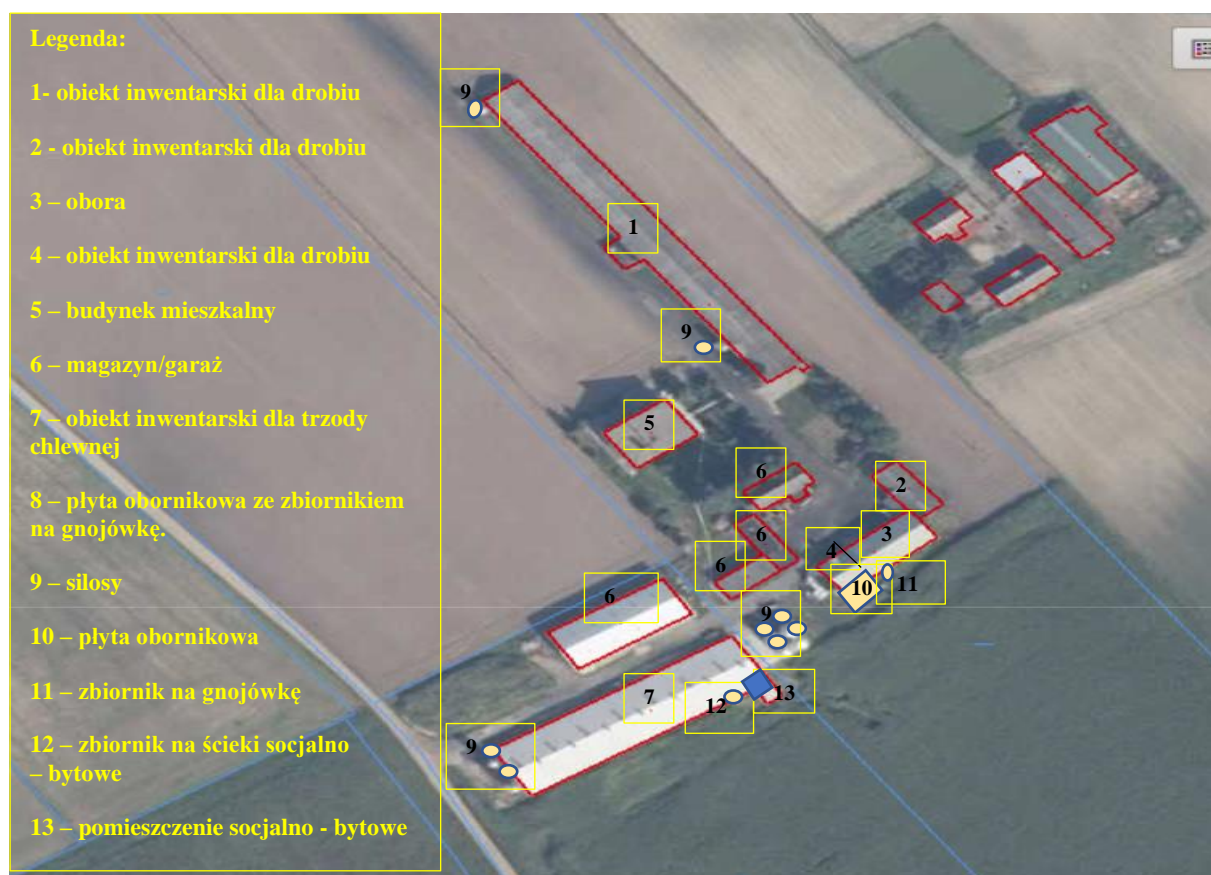 Legenda:
1- obiekt inwentarski dla drobiu
2 - obiekt inwentarski dla drobiu
3 – obora
4 – obiekt inwentarski dla drobiu
5 – budynek mieszkalny
6 – magazyn/garaż
7 – obiekt inwentarski dla trzody
chlewnej
8 – płyta obornikowa ze zbiornikiem
na gnojówkę.
9 – silosy
10 – płyta obornikowa
11 – zbiornik na gnojówkę
12 – zbiornik na ścieki socjalno
– bytowe
13 – pomieszczenie socjalno - bytowe
9
1
9
5
6
2
6
3
4
6
10
11
6
9
7
12
13
9